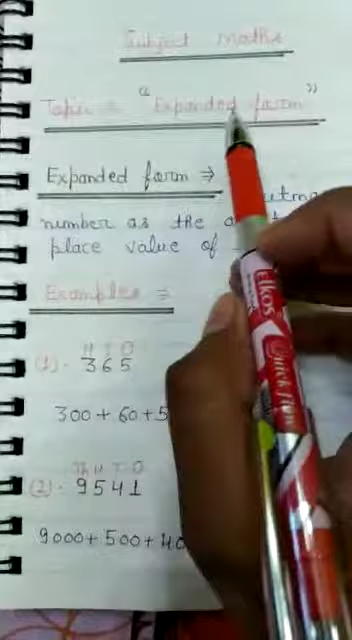 Subject Maths
Topic = "Expanded form"
Expanded form ⇒
number as the
place value of
Examples ⇒
H T O
(1). 365
300 + 60 + 5
Th H T O
(2). 9541
9000 + 500 + 40
Elkos